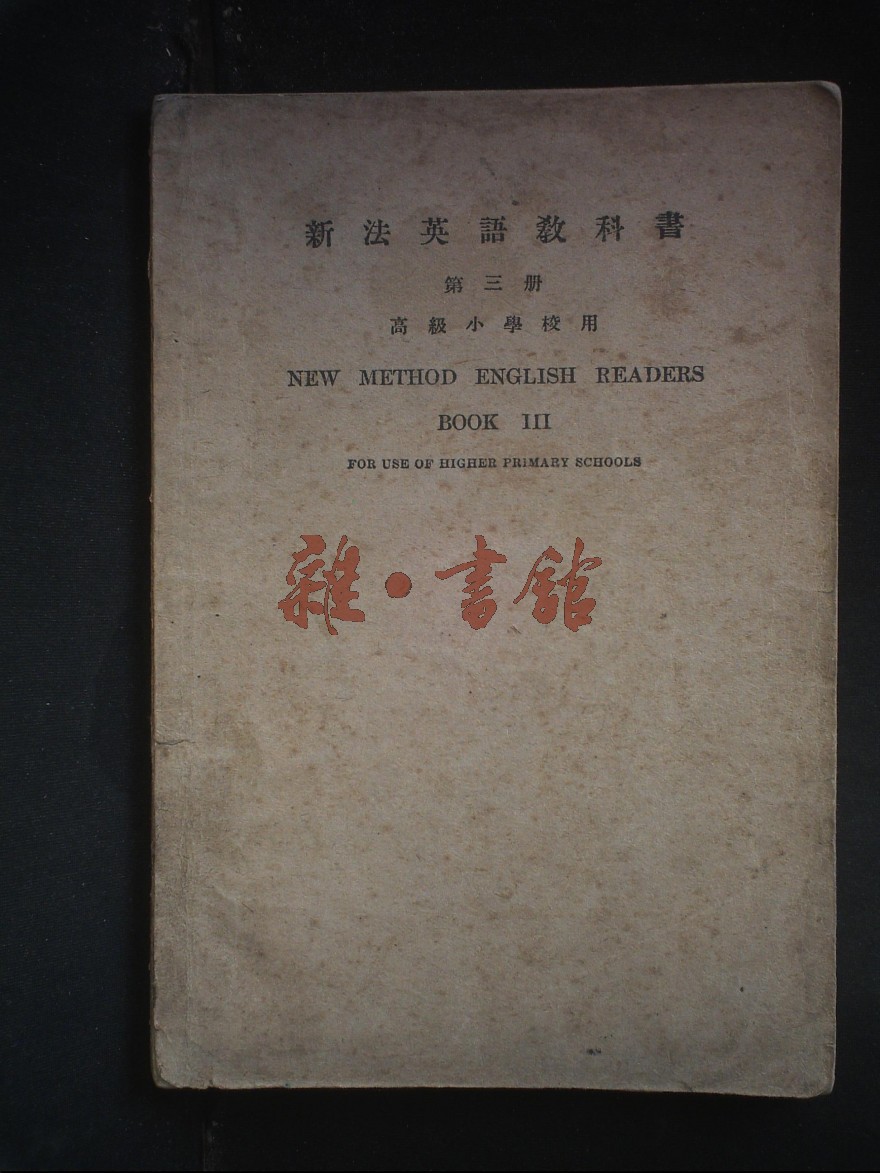 新法英語教科書
第三册
高級小學校用
NEW METHOD ENGLISH READERS
BOOK III
FOR USE OF HIGHER PRIMARY SCHOOLS
雜·書館